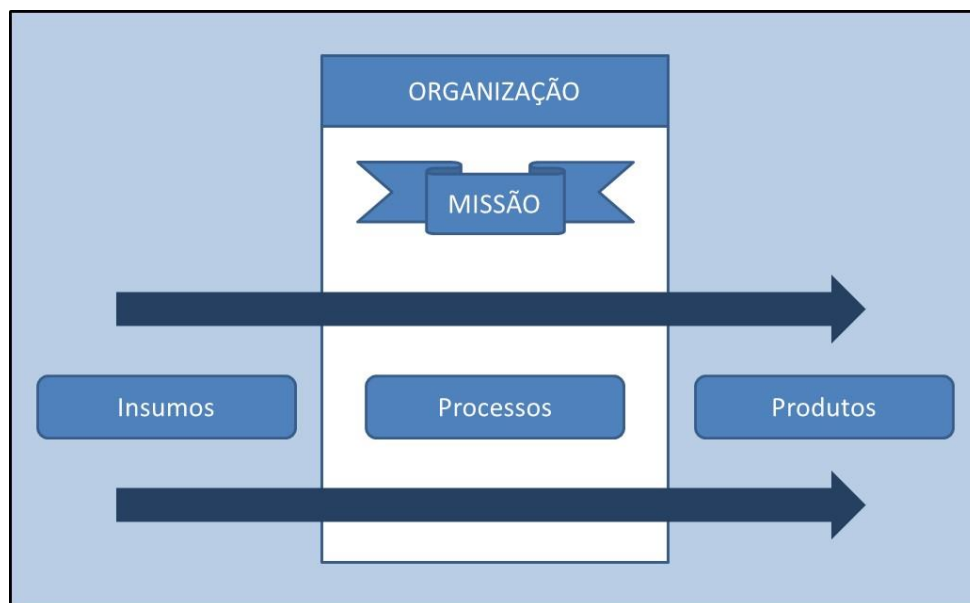 ORGANIZAÇÃO
MISSÃO
Insumos
Processos
Produtos